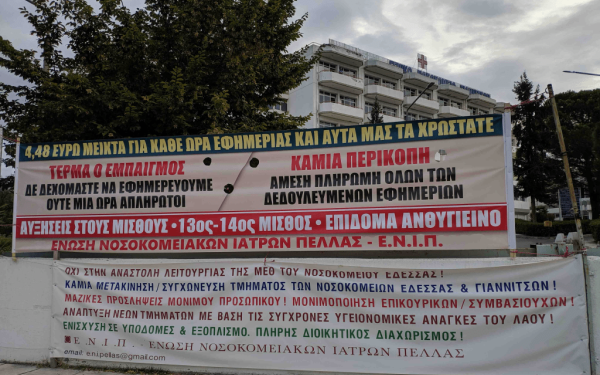 4,48 ΕΥΡΩ ΜΕΙΚΤΑ ΓΙΑ ΚΑΘΕ ΩΡΑ ΕΦΗΜΕΡΙΑΣ ΚΑΙ ΑΥΤΑ ΜΑΣ ΤΑ ΧΡΩΣΤΑΤΕ
ΤΕΡΜΑ Ο ΕΜΠΑΙΓΜΟΣ
ΔΕ ΔΕΧΟΜΑΣΤΕ ΝΑ ΕΦΗΜΕΡΕΥΟΥΜΕ
ΟΥΤΕ ΜΙΑ ΩΡΑ ΑΠΛΗΡΩΤΟΙ
ΚΑΜΙΑ ΠΕΡΙΚΟΠΗ
ΑΜΕΣΗ ΠΛΗΡΩΜΗ ΟΛΩΝ ΤΩΝ
ΔΕΔΟΥΛΕΥΜΕΝΩΝ ΕΦΗΜΕΡΙΩΝ
ΑΥΞΗΣΕΙΣ ΣΤΟΥΣ ΜΙΣΘΟΥΣ • 13ος-14ος ΜΙΣΘΟΣ • ΕΠΙΔΟΜΑ ΑΝΘΥΓΙΕΙΝΟ
ΕΝΩΣΗ ΝΟΣΟΚΟΜΕΙΑΚΩΝ ΙΑΤΡΩΝ ΠΕΛΛΑΣ - Ε.Ν.Ι.Π.
ΟΧΙ ΣΤΗΝ ΑΝΑΣΤΟΛΗ ΛΕΙΤΟΥΡΓΙΑΣ ΤΗΣ ΜΕΘ ΤΟΥ ΝΟΣΟΚΟΜΕΙΟΥ ΕΔΕΣΣΑΣ!
ΚΑΜΙΑ ΜΕΤΑΚΙΝΗΣΗ/ΣΥΓΧΩΝΕΥΣΗ ΤΜΗΜΑΤΟΣ ΤΩΝ ΝΟΣΟΚΟΜΕΙΩΝ ΕΔΕΣΣΑΣ & ΓΙΑΝΝΙΤΣΩΝ!
ΜΑΖΙΚΕΣ ΠΡΟΣΛΗΨΕΙΣ ΜΟΝΙΜΟΥ ΠΡΟΣΩΠΙΚΟΥ! ΜΟΝΙΜΟΠΟΙΗΣΗ ΕΠΙΚΟΥΡΙΚΩΝ/ΣΥΜΒΑΣΙΟΥΧΩΝ!
ΑΝΑΠΤΥΞΗ ΝΕΩΝ ΤΜΗΜΑΤΩΝ ΜΕ ΒΑΣΗ ΤΙΣ ΣΥΓΧΡΟΝΕΣ ΥΓΕΙΟΝΟΜΙΚΕΣ ΑΝΑΓΚΕΣ ΤΟΥ ΛΑΟΥ!
ΕΝΙΣΧΥΣΗ ΣΕ ΥΠΟΔΟΜΕΣ & ΕΞΟΠΛΙΣΜΟ. ΠΛΗΡΗΣ ΔΙΟΙΚΗΤΙΚΟΣ ΔΙΑΧΩΡΙΣΜΟΣ!
Ε.Ν.Ι.Π. - ΕΝΩΣΗ ΝΟΣΟΚΟΜΕΙΑΚΩΝ ΙΑΤΡΩΝ ΠΕΛΛΑΣ
email: e.ni.pellas@gmail.com